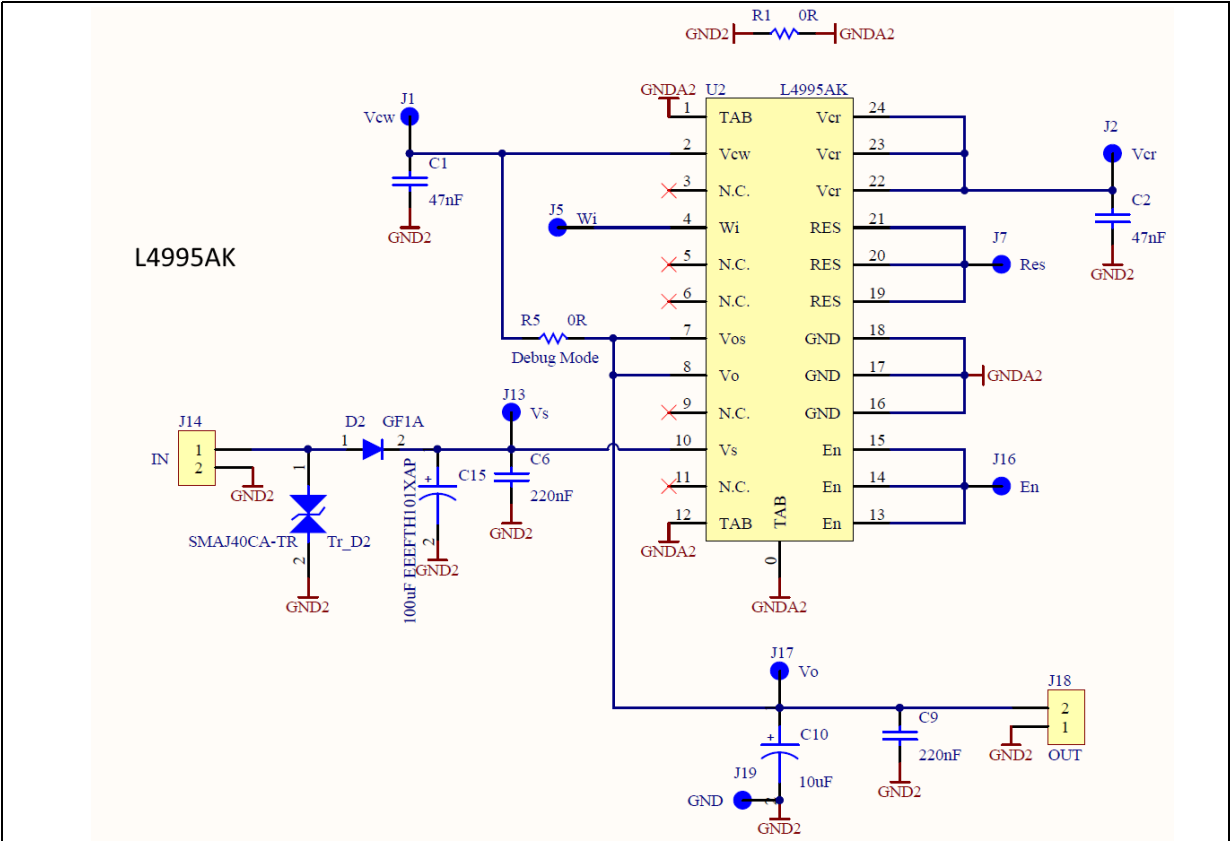 R1 0R
GND2 GNDA2
GNDA2 U2 L4995AK
J1
Vcw
1 TAB Vcr 24
J2
2 Vcw Vcr 23
Vcr
C1
3 N.C. Vcr 22
47nF
C2
J5 Wi
4 Wi RES 21
47nF
GND2
J7
L4995AK
5 N.C. RES 20
Res
GND2
6 N.C. RES 19
R5 0R
7 Vos GND 18
Debug Mode
8 Vo GND 17
GNDA2
J13
Vs
9 N.C. GND 16
J14
D2 GF1A
IN
1
2
1 2
10 Vs En 15
C6
C15
+
J16
220nF
11 N.C. En 14
En
GND2
1
100uF EEEFTH101XAP
12 TAB En 13
TAB
GND2
SMAJ40CA-TR Tr_D2
GNDA2
2
2
GND2
0
GND2
GNDA2
J17
Vo
J18
2
1
C9
+
C10
220nF
GND2
OUT
J19
10uF
GND
2
GND2
GND2